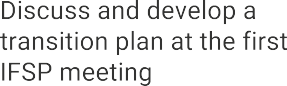 Discuss and develop a
transition plan at the first
IFSP meeting